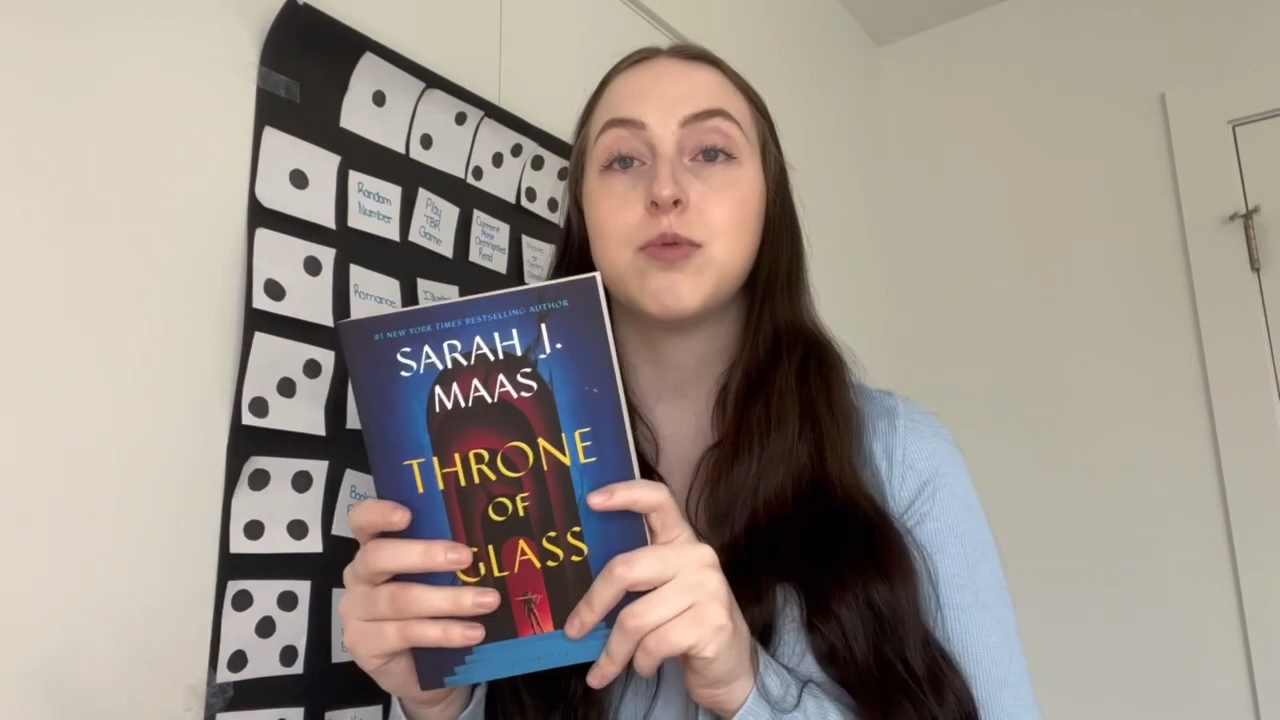 Random
Number
Play
TBR
Game
Current
Most
Anticipated
Read
Romance
#1 NEW YORK TIMES BESTSELLING AUTHOR
SARAH J.
MAAS
THRONE
OF
GLASS